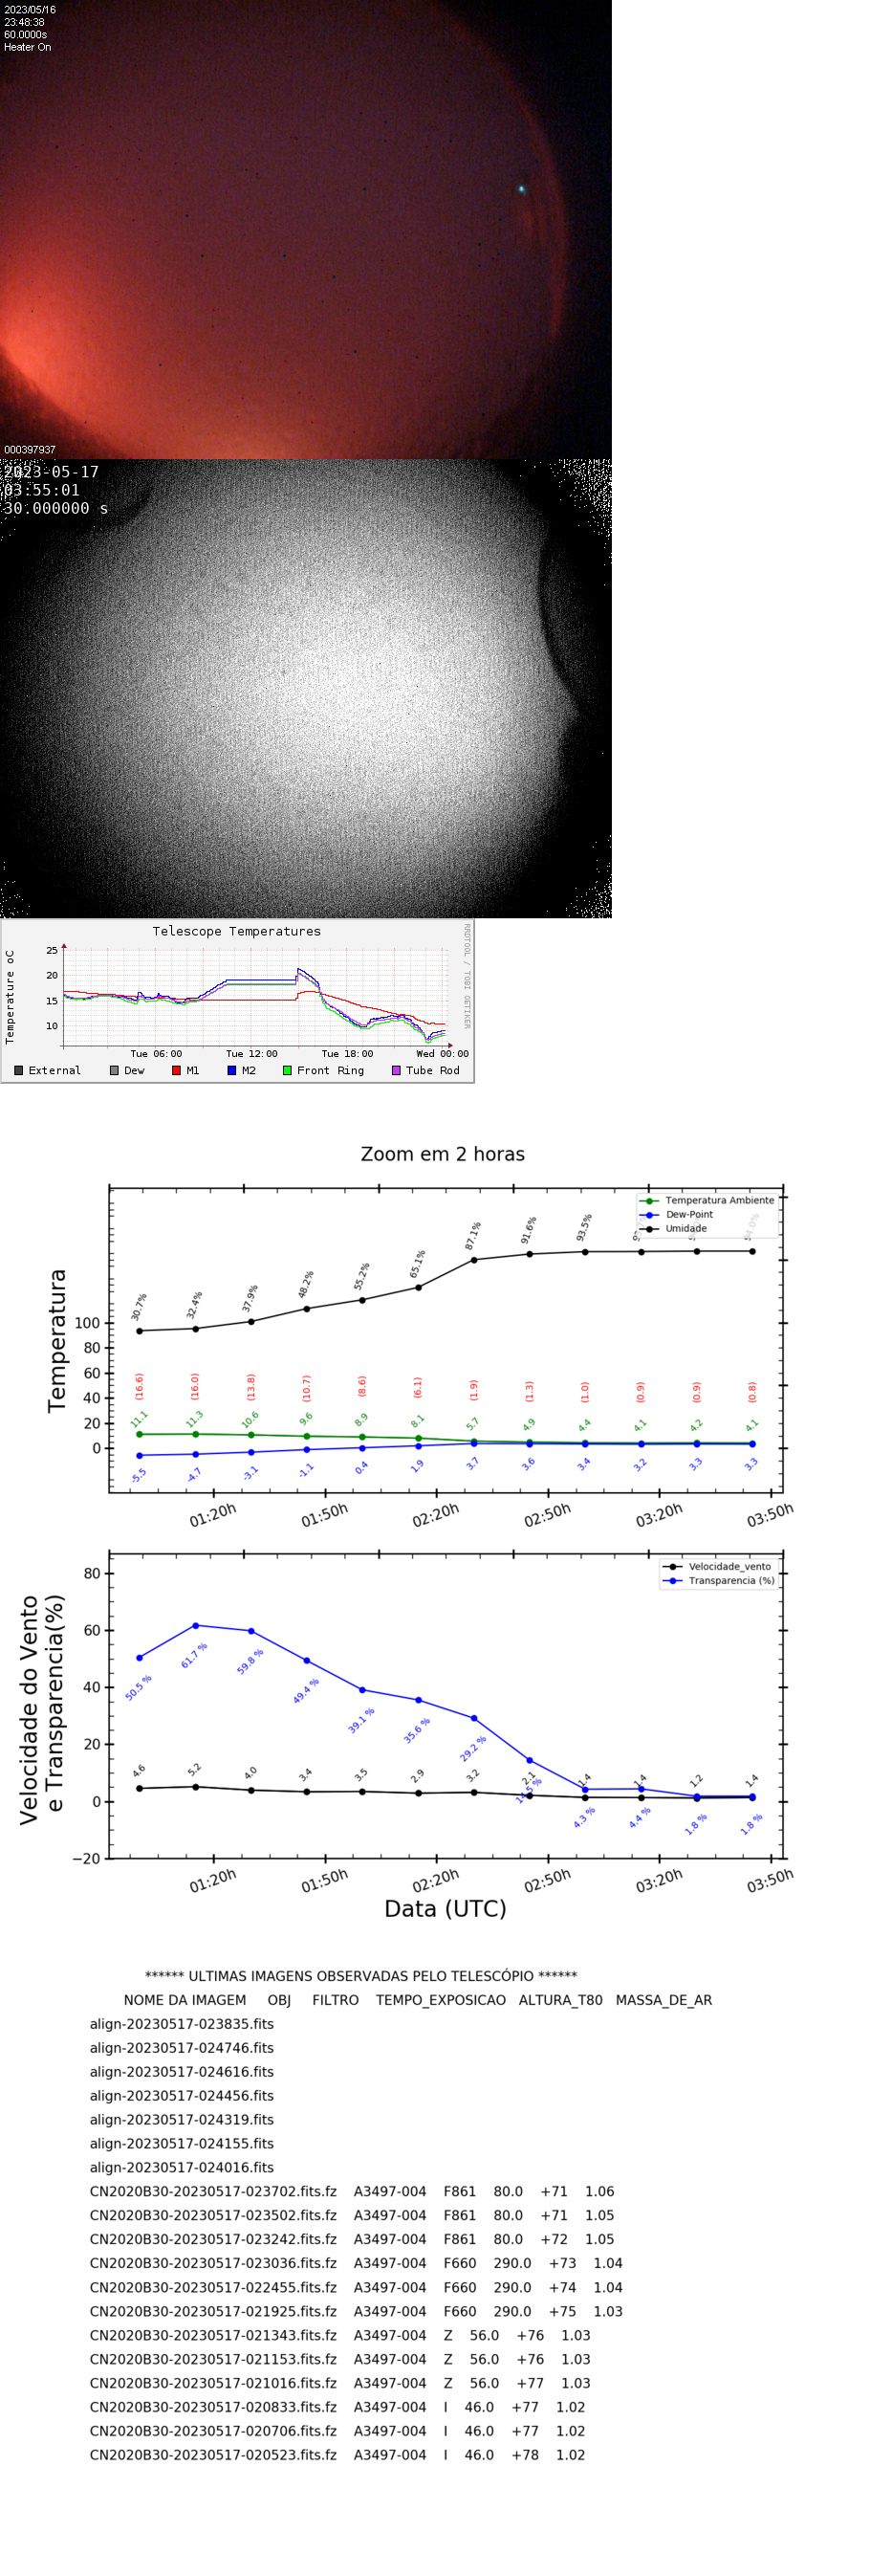 2023/05/16
23:48:38
60.0000s
Heater On
000397937
2023-05-17
03:55:01
30.000000 s
Telescope Temperatures
RRDTOOL / TOBI OETIKER
Temperature oC
25
20
15
10
Tue 06:00 Tue 12:00 Tue 18:00 Wed 00:00
External Dew M1 M2 Front Ring Tube Rod
Zoom em 2 horas
Temperatura Ambiente
Dew-Point
Umidade
30.7% 32.4% 37.9% 48.2% 55.2% 65.1% 87.1% 91.6% 93.5%
Temperatura
100
80
60
40
20
0
(16.6) (16.0) (13.8) (10.7) (8.6) (6.1) (1.9) (1.3) (1.0) (0.9) (0.9) (0.8)
11.1 11.3 10.6 9.6 8.9 8.1 5.7 4.9 4.4 4.1 4.2 4.1
-5.5 -4.7 -3.1 -1.1 0.4 1.9 3.7 3.6 3.4 3.2 3.3 3.3
01:20h 01:50h 02:20h 02:50h 03:20h 03:50h
Velocidade_vento
Transparencia (%)
Velocidade do Vento
e Transparencia(%)
80
60
40
20
0
−20
50.5 % 61.7 % 59.8 % 49.4 % 39.1 % 35.6 % 29.2 % 14.5 % 4.3 % 4.4 % 1.8 % 1.8 %
4.6 5.2 4.0 3.4 3.5 2.9 3.2 2.1 1.4 1.4 1.2 1.4
01:20h 01:50h 02:20h 02:50h 03:20h 03:50h
Data (UTC)
****** ULTIMAS IMAGENS OBSERVADAS PELO TELESCÓPIO ******
NOME DA IMAGEM OBJ FILTRO TEMPO_EXPOSICAO ALTURA_T80 MASSA_DE_AR
align-20230517-023835.fits
align-20230517-024746.fits
align-20230517-024616.fits
align-20230517-024456.fits
align-20230517-024319.fits
align-20230517-024155.fits
align-20230517-024016.fits
CN2020B30-20230517-023702.fits.fz A3497-004 F861 80.0 +71 1.06
CN2020B30-20230517-023502.fits.fz A3497-004 F861 80.0 +71 1.05
CN2020B30-20230517-023242.fits.fz A3497-004 F861 80.0 +72 1.05
CN2020B30-20230517-023036.fits.fz A3497-004 F660 290.0 +73 1.04
CN2020B30-20230517-022455.fits.fz A3497-004 F660 290.0 +74 1.04
CN2020B30-20230517-021925.fits.fz A3497-004 F660 290.0 +75 1.03
CN2020B30-20230517-021343.fits.fz A3497-004 Z 56.0 +76 1.03
CN2020B30-20230517-021153.fits.fz A3497-004 Z 56.0 +76 1.03
CN2020B30-20230517-021016.fits.fz A3497-004 Z 56.0 +77 1.03
CN2020B30-20230517-020833.fits.fz A3497-004 I 46.0 +77 1.02
CN2020B30-20230517-020706.fits.fz A3497-004 I 46.0 +77 1.02
CN2020B30-20230517-020523.fits.fz A3497-004 I 46.0 +78 1.02